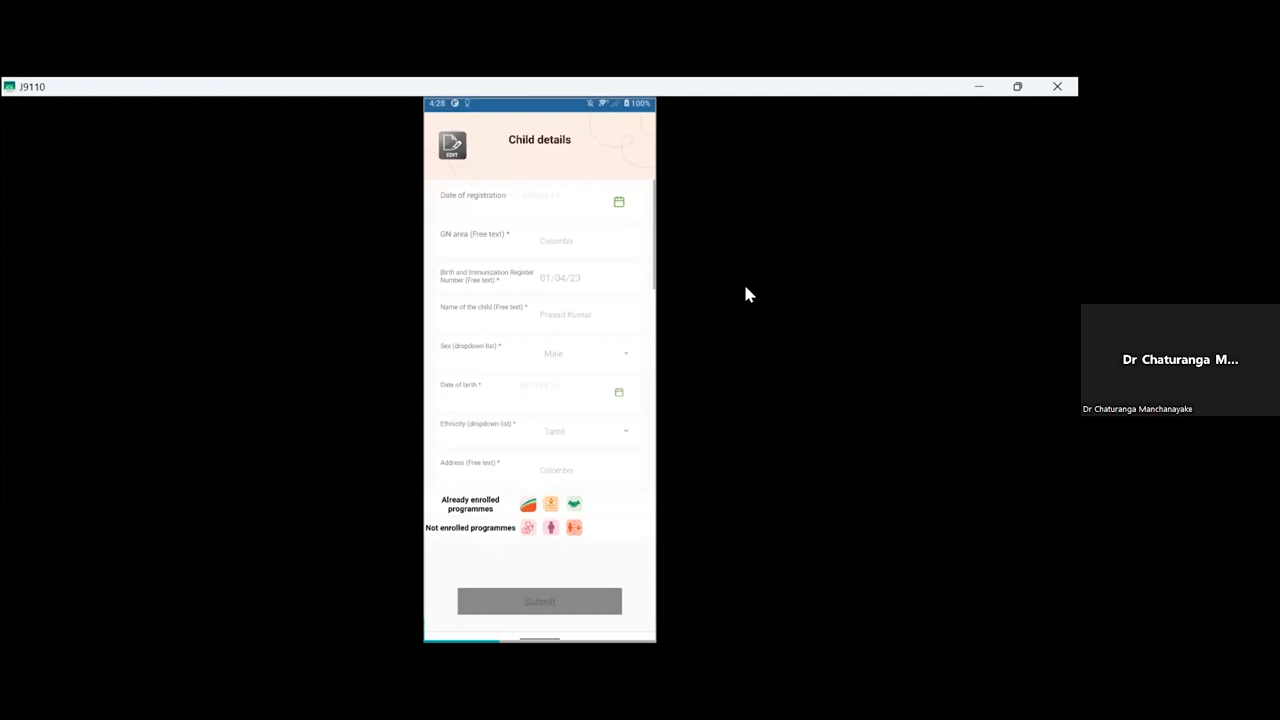 J9110
4:28
100%
EDIT
Child details
Date of registration
GN area (Free text) *
Colombo
Birth and Immunization Register
Number (Free text) *
01/04/23
Name of the child (Free text) *
Prasad Kumar
Sex (dropdown list) *
Male
Date of birth *
Ethnicity (dropdown list) *
Tamil
Address (Free text) *
Colombo
Already enrolled
programmes
Not enrolled programmes
Submit
Dr Chaturanga M...
Dr Chaturanga Manchanayake